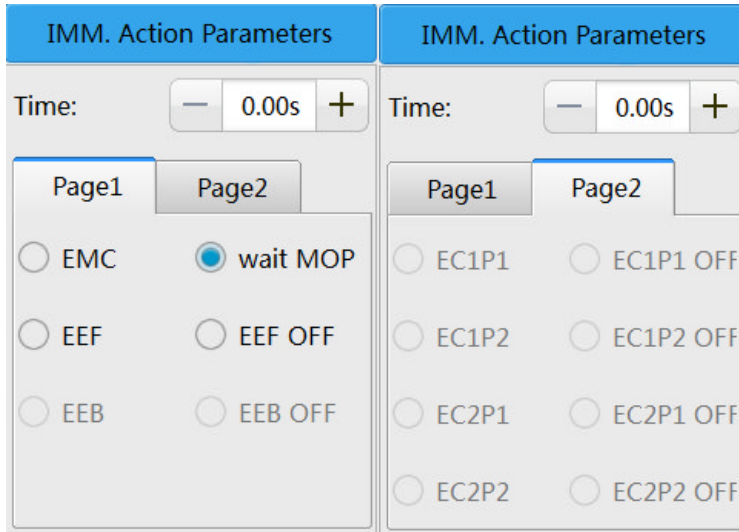 IMM. Action Parameters
Time:
0.00s
Page1
Page2
EMC
wait MOP
EEF
EEF OFF
EEB
EEB OFF
IMM. Action Parameters
Time:
0.00s
Page1
Page2
EC1P1
EC1P1 OFF
EC1P2
EC1P2 OFF
EC2P1
EC2P1 OFF
EC2P2
EC2P2 OFF